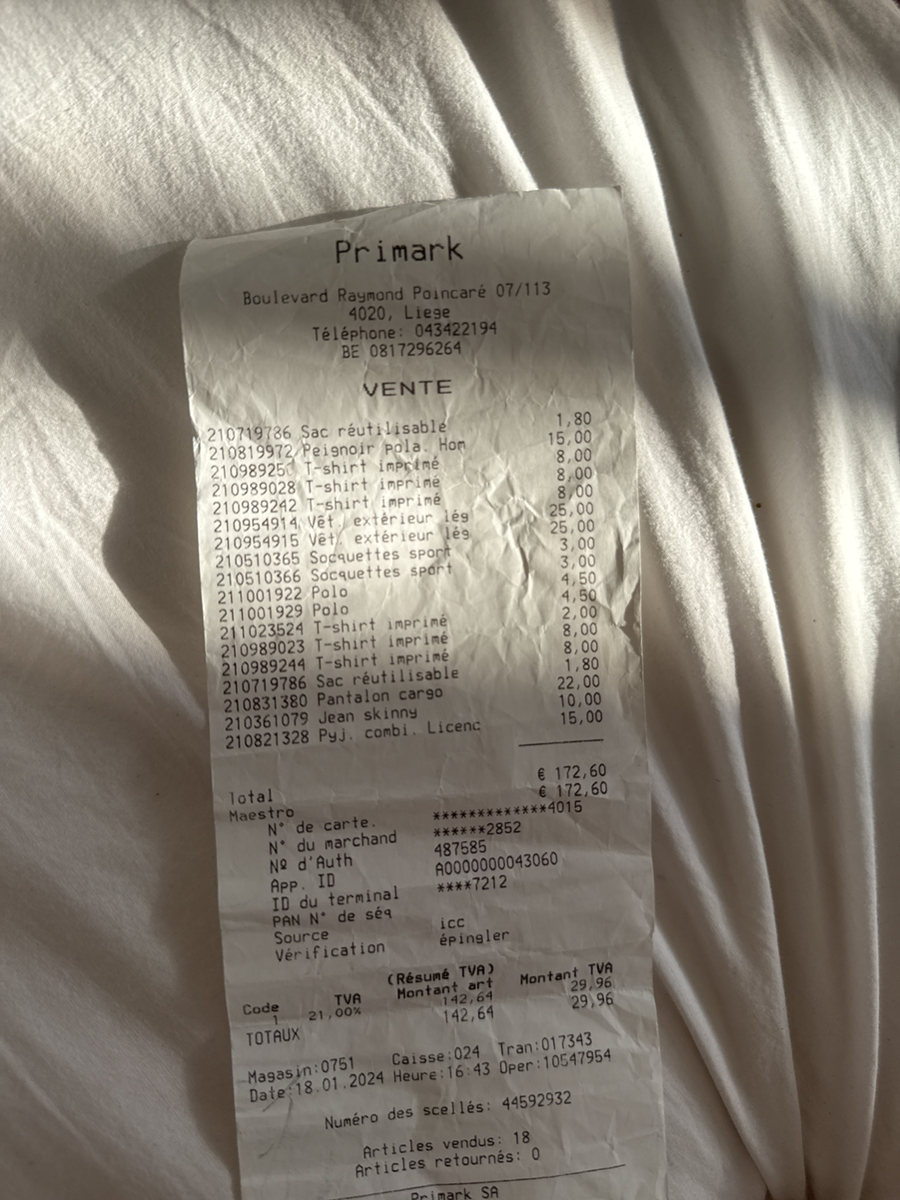 Primark
Boulevard Raymond Poincaré 07/113
4020, Liege
Téléphone: 043422194
BE 0817296264
VENTE
210719786 Sac réutilisable 1,80
210819972 Peignoir pola. Hom 15,00
21098925 T-shirt imprimé 8,00
210989028 T-shirt imprimé 8,00
210989242 T-shirt imprimé 8,00
210954914 Vêt. extérieur lég 25,00
210954915 Vêt. extérieur lég 25,00
210510365 Socquettes sport 3,00
210510366 Socquettes sport 3,00
211001922 Polo 4,50
211001929 Polo 4,50
211023524 T-shirt imprimé 2,00
210989023 T-shirt imprimé 8,00
210989244 T-shirt imprimé 8,00
210719786 Sac réutilisable 1,80
210831380 Pantalon cargo 22,00
210361079 Jean skinny 10,00
210821328 Pyj. combi. Licenc 15,00
Total € 172,60
Maestro € 172,60
N° de carte. *************4015
N° du marchand ******2852
Nº d'Auth 487585
App. ID A0000000043060
ID du terminal ****7212
PAN N° de séq
Source icc
Vérification épingler
(Résumé TVA)
Code TVA Montant art Montant TVA
1 21,00% 142,64 29,96
TOTAUX 142,64 29,96
Magasin:0751 Caisse:024 Tran:017343
Date:18.01.2024 Heure:16:43 Oper:10547954
Numéro des scellés: 44592932
Articles vendus: 18
Articles retournés: 0
Primark SA